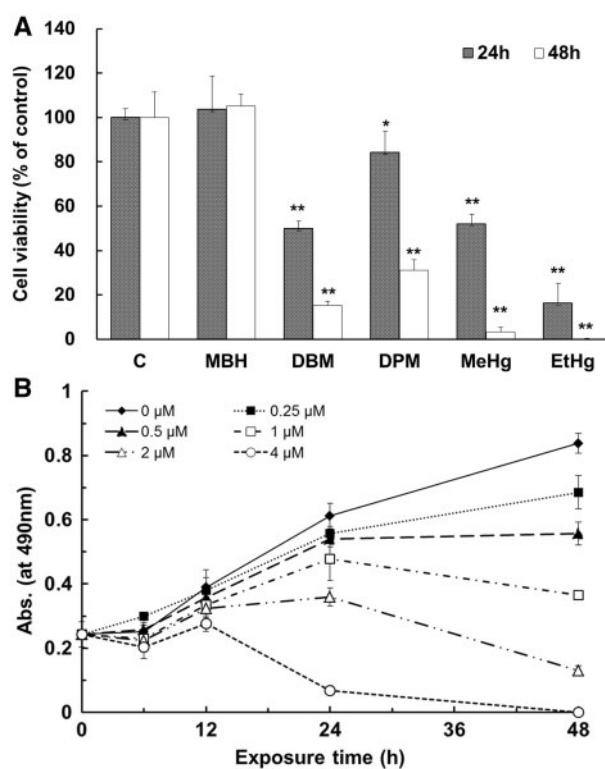 A
Cell viability (% of control)
140
120
100
80
60
40
20
0
24h 48h
** ** * ** ** ** ** **
C MBH DBM DPM MeHg EtHg
B
Abs. (at 490nm)
1
0.8
0.6
0.4
0.2
0
0 µM 0.25 µM
0.5 µM 1 µM
2 µM 4 µM
0 12 24 36 48
Exposure time (h)